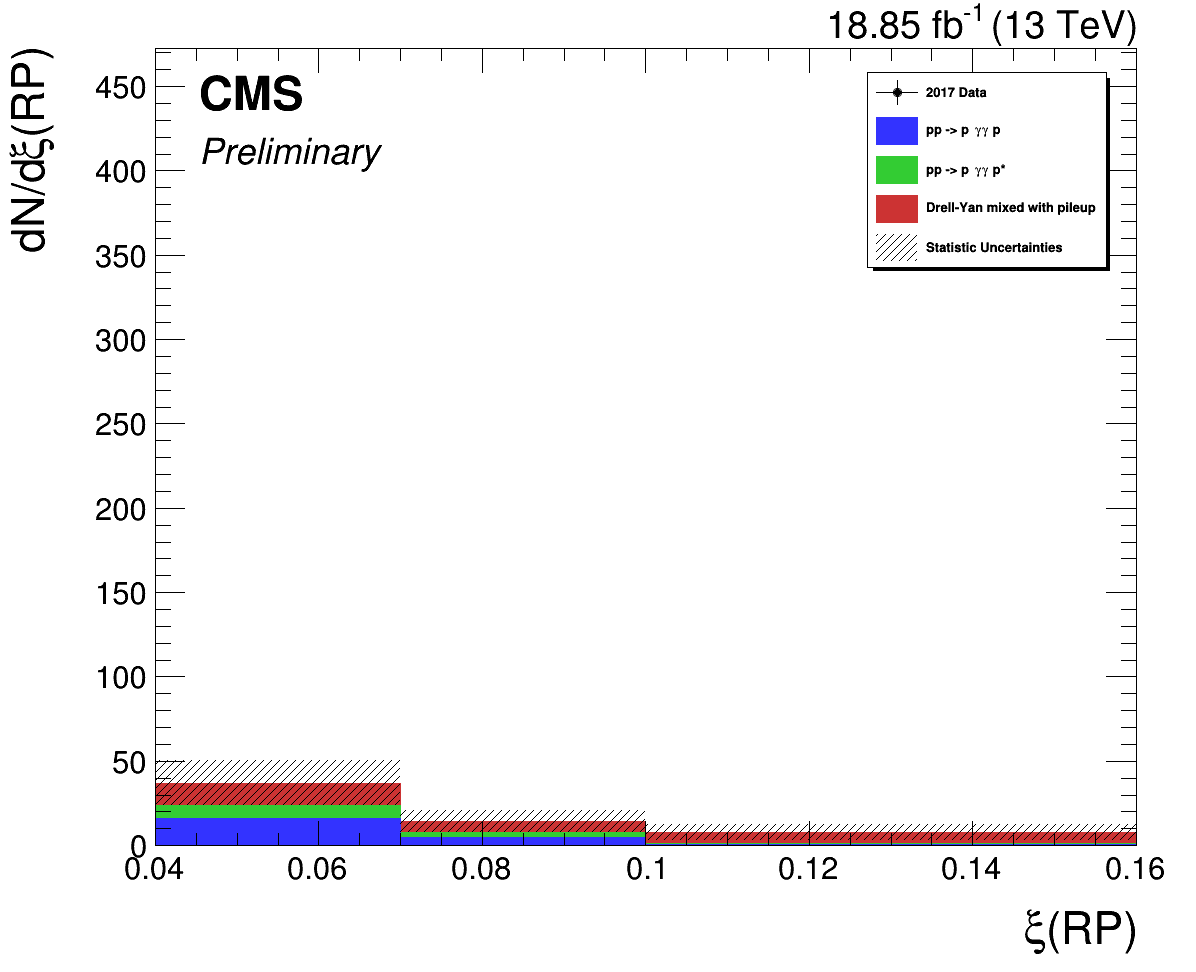 18.85 fb⁻¹ (13 TeV)
dN/dξ(RP)
CMS
Preliminary
2017 Data
pp -> p γγ p
pp -> p γγ p*
Drell-Yan mixed with pileup
Statistic Uncertainties
450
400
350
300
250
200
150
100
50
0
0.04 0.06 0.08 0.1 0.12 0.14 0.16
ξ(RP)